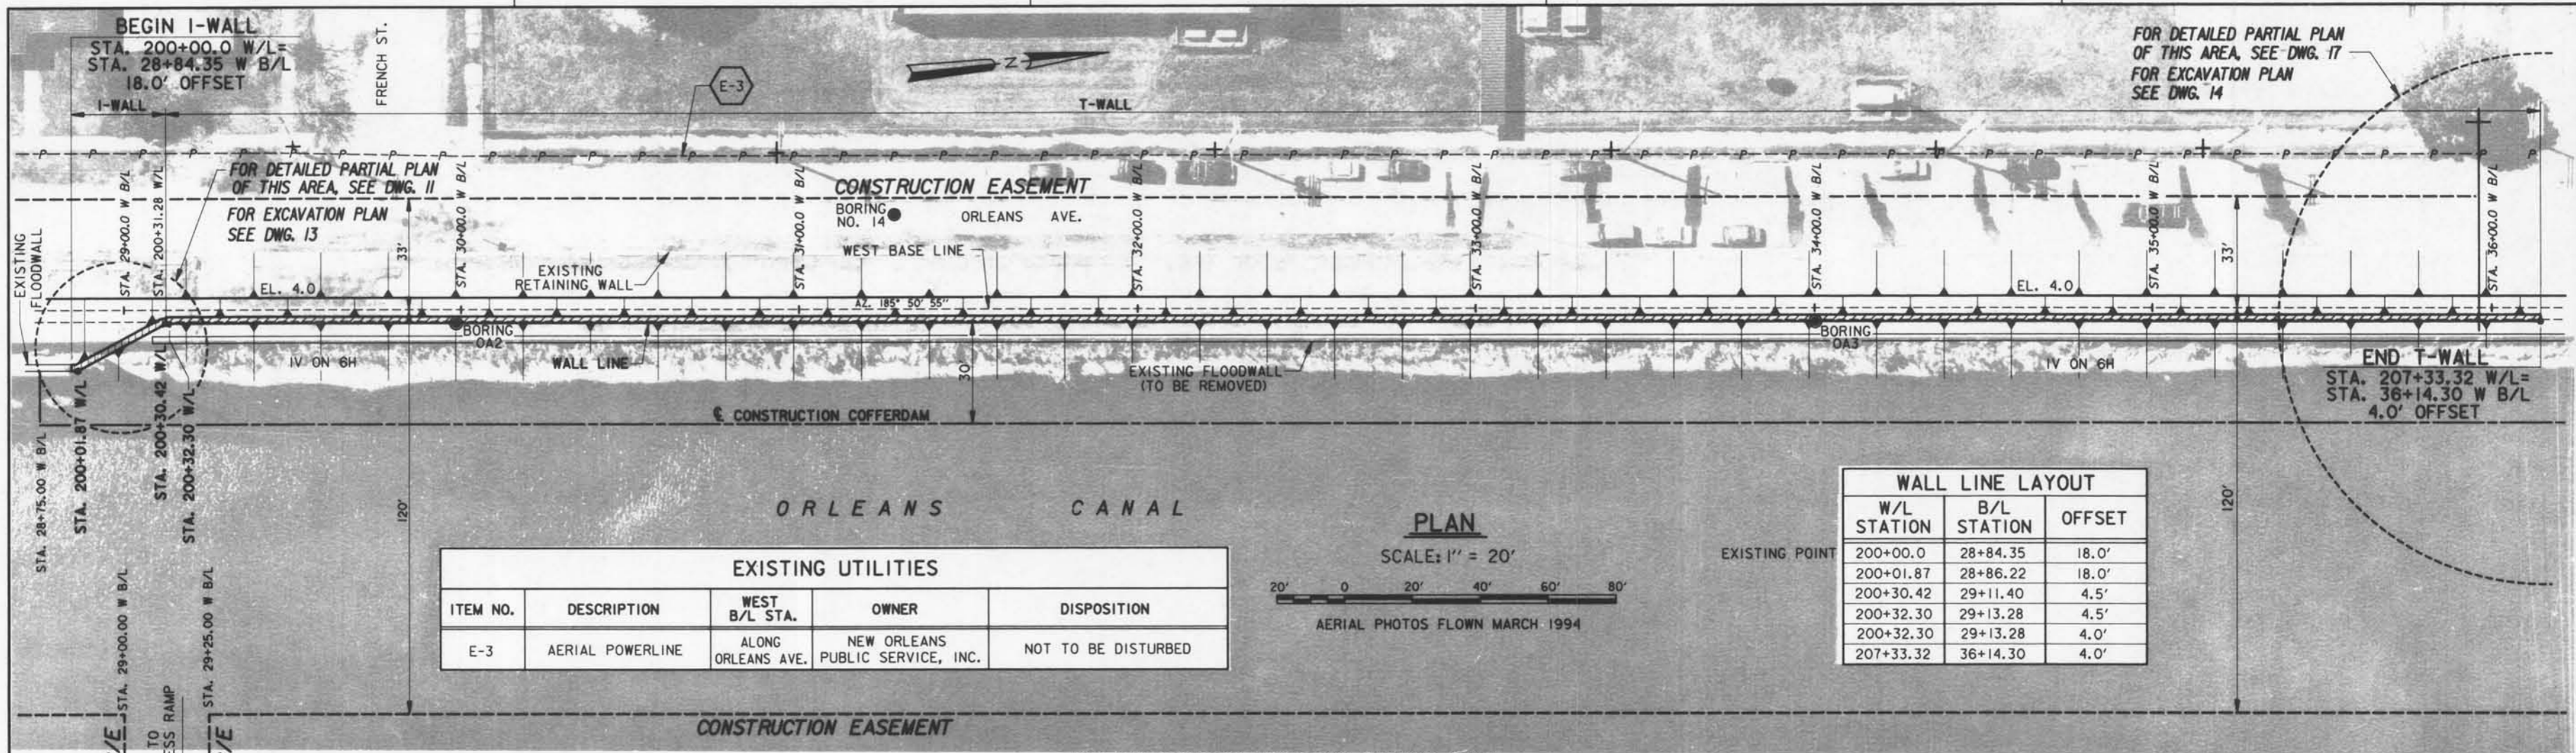 BEGIN I-WALL
STA. 200+00.0 W/L=
STA. 28+84.35 W B/L
18.0' OFFSET
I-WALL
FRENCH ST.
N
E-3
T-WALL
FOR DETAILED PARTIAL PLAN
OF THIS AREA, SEE DWG. 17
FOR EXCAVATION PLAN
SEE DWG. 14
P P P P P P P P P P P P P P P P P P P P P P P P
FOR DETAILED PARTIAL PLAN
OF THIS AREA, SEE DWG. 11
FOR EXCAVATION PLAN
SEE DWG. 13
EXISTING
FLOODWALL
STA. 29+00.0 W B/L
STA. 200+31.28 W/L
33'
STA. 30+00.0 W B/L
STA. 31+00.0 W B/L
STA. 32+00.0 W B/L
STA. 33+00.0 W B/L
STA. 34+00.0 W B/L
STA. 35+00.0 W B/L
33'
STA. 36+00.0 W B/L
CONSTRUCTION EASEMENT
BORING
NO. 14
ORLEANS AVE.
WEST BASE LINE
EXISTING
RETAINING WALL
EL. 4.0
AZ. 185° 50' 55"
EL. 4.0
BORING
OA2
BORING
OA3
IV ON 6H
WALL LINE
30'
EXISTING FLOODWALL
(TO BE REMOVED)
IV ON 6H
END T-WALL
STA. 207+33.32 W/L=
STA. 36+14.30 W B/L
4.0' OFFSET
℄ CONSTRUCTION COFFERDAM
STA. 28+75.00 W B/L
STA. 200+01.87 W/L
STA. 200+30.42 W/L
STA. 200+32.30 W/L
120'
ORLEANS CANAL
PLAN
SCALE: 1" = 20'
20' 0 20' 40' 60' 80'
AERIAL PHOTOS FLOWN MARCH 1994
EXISTING POINT
WALL LINE LAYOUT
W/L STATION B/L STATION OFFSET
200+00.0 28+84.35 18.0'
200+01.87 28+86.22 18.0'
200+30.42 29+11.40 4.5'
200+32.30 29+13.28 4.5'
200+32.30 29+13.28 4.0'
207+33.32 36+14.30 4.0'
120'
EXISTING UTILITIES
ITEM NO. DESCRIPTION WEST B/L STA. OWNER DISPOSITION
E-3 AERIAL POWERLINE ALONG ORLEANS AVE. NEW ORLEANS PUBLIC SERVICE, INC. NOT TO BE DISTURBED
STA. 29+00.00 W B/L
STA. 29+25.00 W B/L
CONSTRUCTION EASEMENT
TO
RAMP